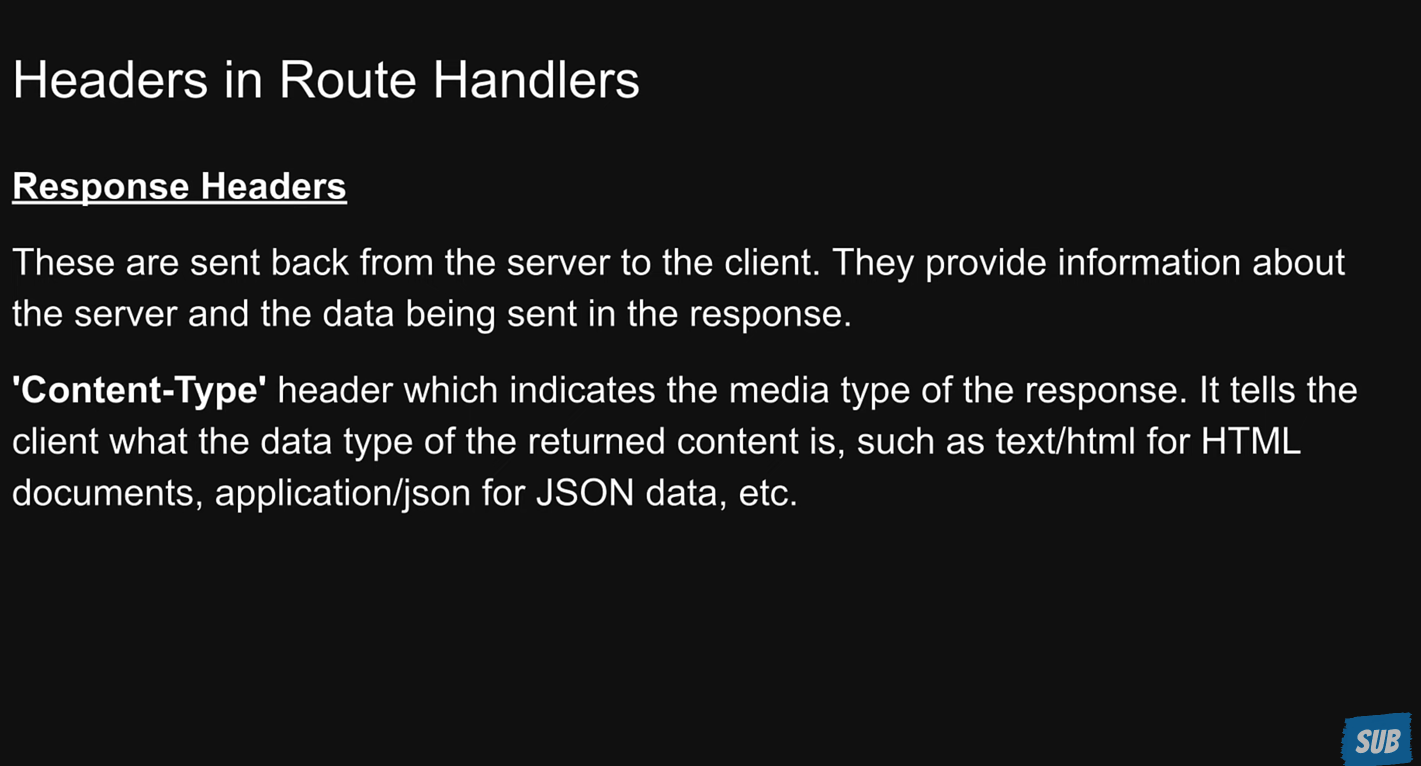 Headers in Route Handlers
Response Headers
These are sent back from the server to the client. They provide information about
the server and the data being sent in the response.
'Content-Type' header which indicates the media type of the response. It tells the
client what the data type of the returned content is, such as text/html for HTML
documents, application/json for JSON data, etc.
SUB